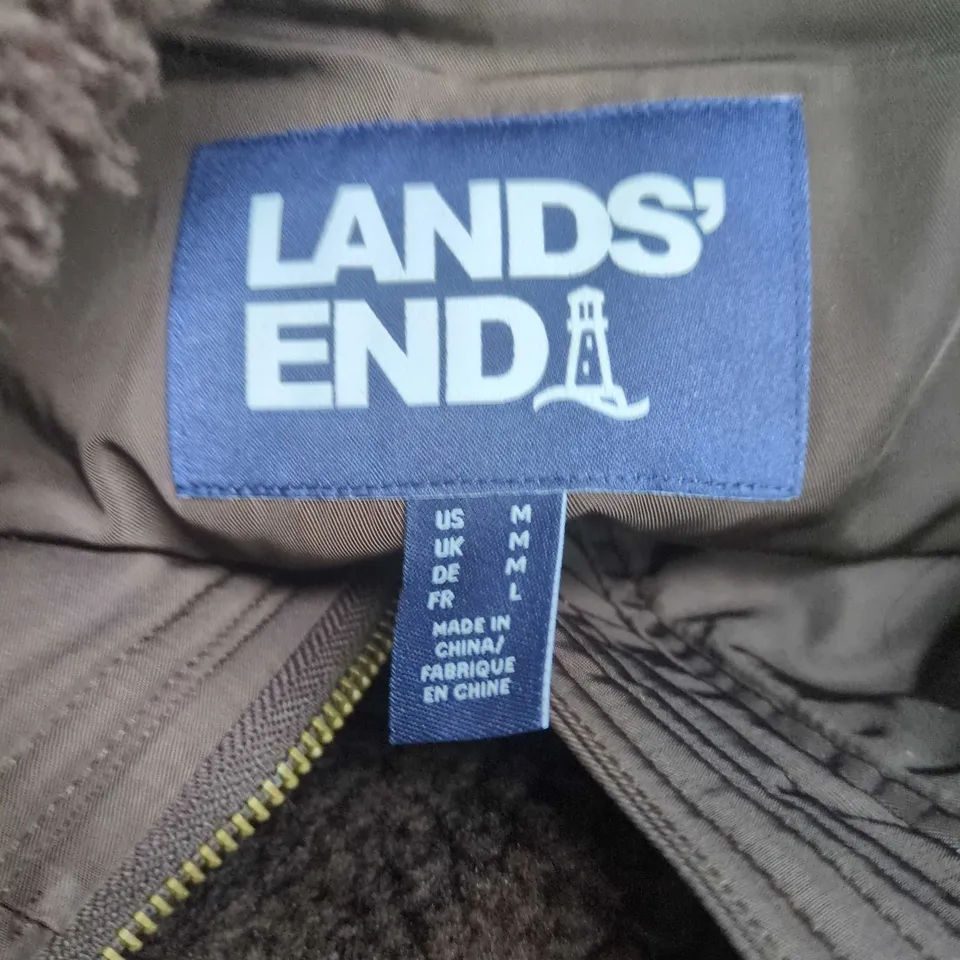 LANDS'
END
US M
UK M
DE M
FR L
MADE IN
CHINA/
FABRIQUE
EN CHINE